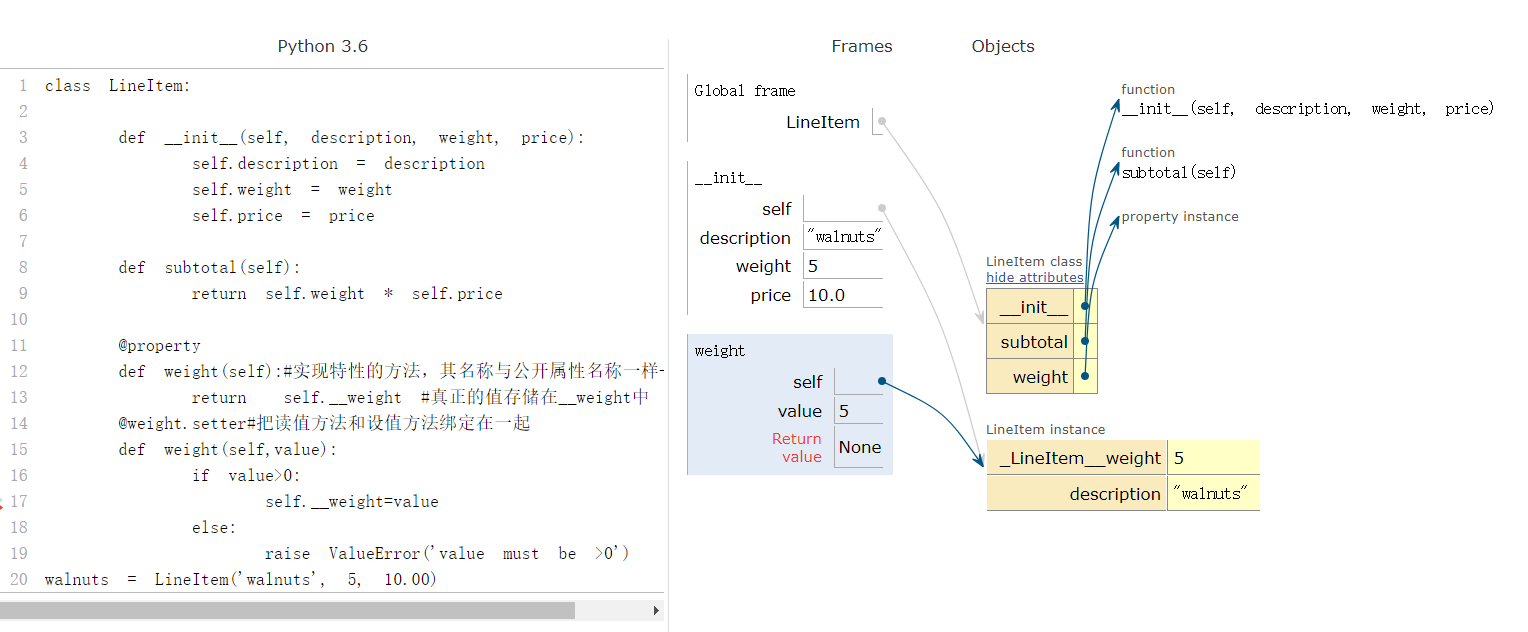 Python 3.6
1 class LineItem:
2
3 def __init__(self, description, weight, price):
4 self.description = description
5 self.weight = weight
6 self.price = price
7
8 def subtotal(self):
9 return self.weight * self.price
10
11 @property
12 def weight(self):#实现特性的方法，其名称与公开属性名称一样-
13 return self.__weight #真正的值存储在__weight中
14 @weight.setter#把读值方法和设值方法绑定在一起
15 def weight(self,value):
16 if value>0:
17 self.__weight=value
18 else:
19 raise ValueError('value must be >0')
20 walnuts = LineItem('walnuts', 5, 10.00)
Frames
Objects
Global frame
LineItem
__init__
self
description "walnuts"
weight 5
price 10.0
weight
self
value 5
Return
value None
function
__init__(self, description, weight, price)
function
subtotal(self)
property instance
LineItem class
hide attributes
__init__
subtotal
weight
LineItem instance
_LineItem__weight 5
description "walnuts"